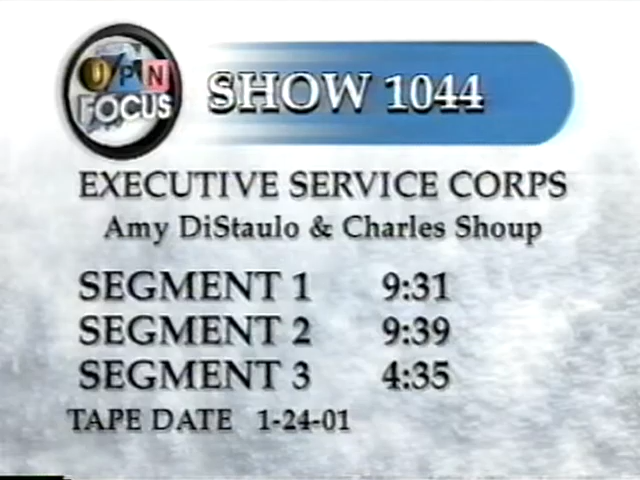 UPN
FOCUS
SHOW 1044
EXECUTIVE SERVICE CORPS
Amy DiStaulo & Charles Shoup
SEGMENT 1 9:31
SEGMENT 2 9:39
SEGMENT 3 4:35
TAPE DATE 1-24-01